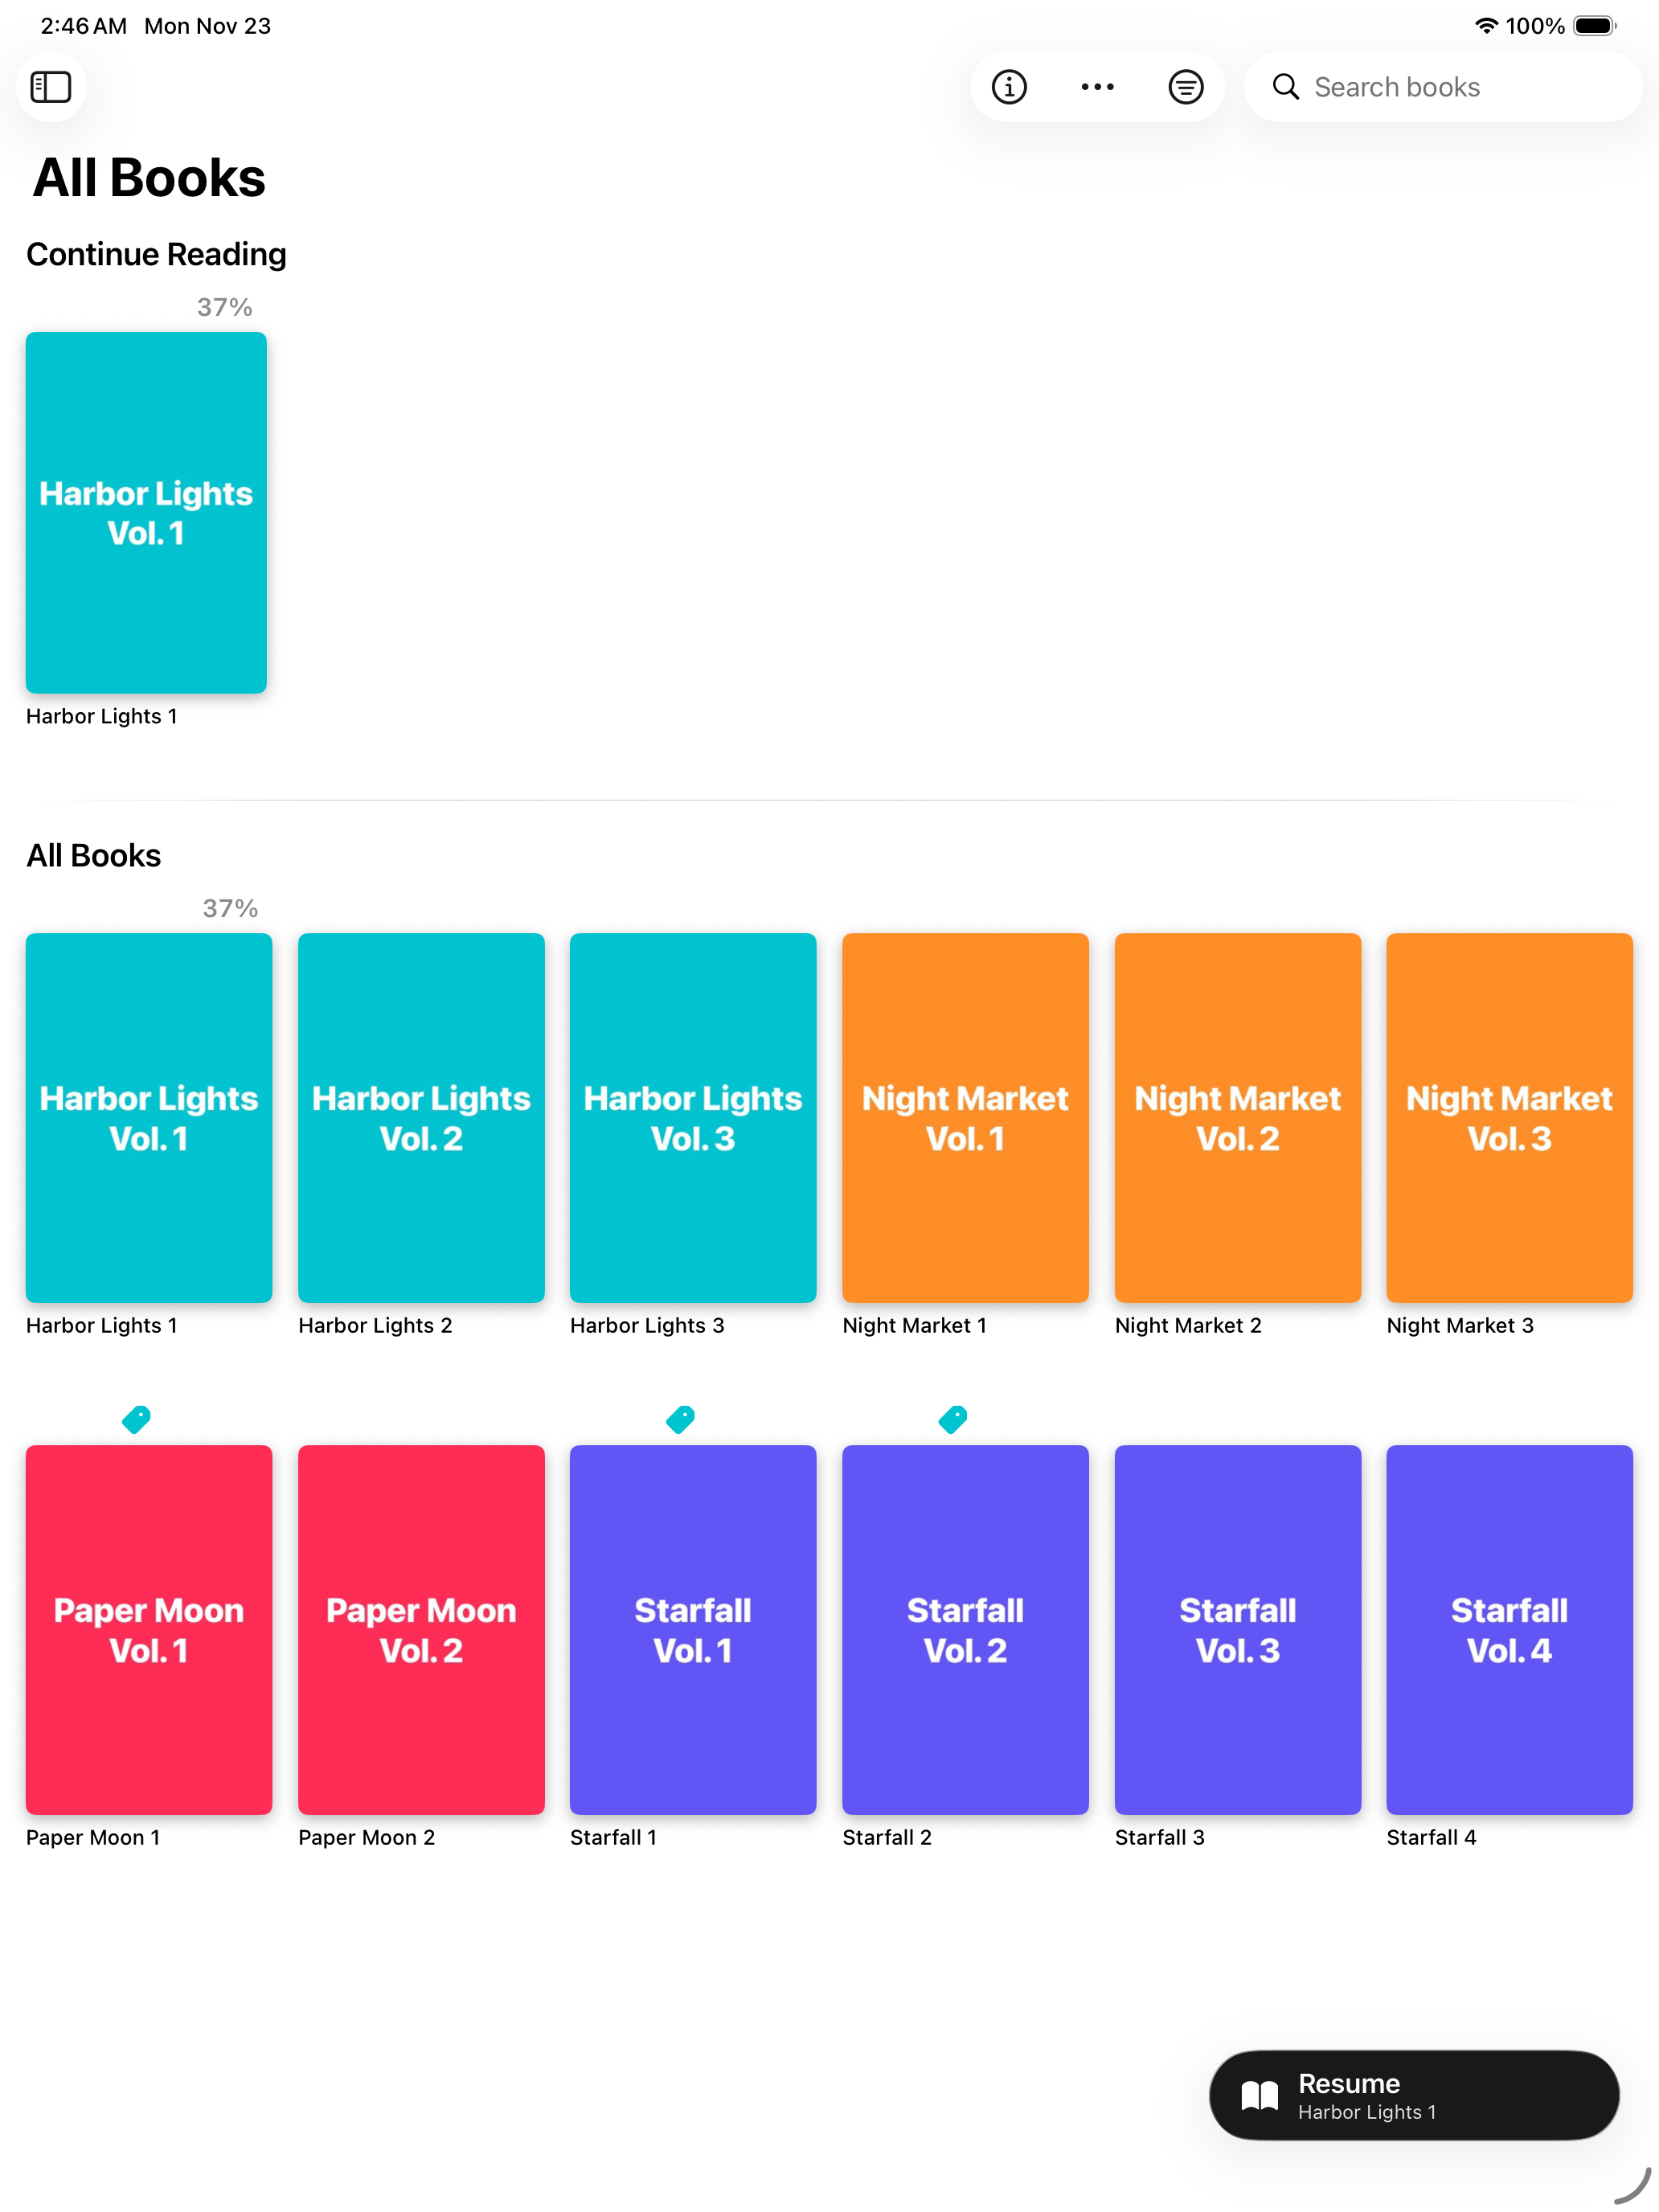 2:46 AM Mon Nov 23
100%
Search books
All Books
Continue Reading
37%
Harbor Lights
Vol. 1
Harbor Lights 1
All Books
37%
Harbor Lights
Vol. 1
Harbor Lights
Vol. 2
Harbor Lights
Vol. 3
Night Market
Vol. 1
Night Market
Vol. 2
Night Market
Vol. 3
Harbor Lights 1
Harbor Lights 2
Harbor Lights 3
Night Market 1
Night Market 2
Night Market 3
Paper Moon
Vol. 1
Paper Moon
Vol. 2
Starfall
Vol. 1
Starfall
Vol. 2
Starfall
Vol. 3
Starfall
Vol. 4
Paper Moon 1
Paper Moon 2
Starfall 1
Starfall 2
Starfall 3
Starfall 4
Resume
Harbor Lights 1